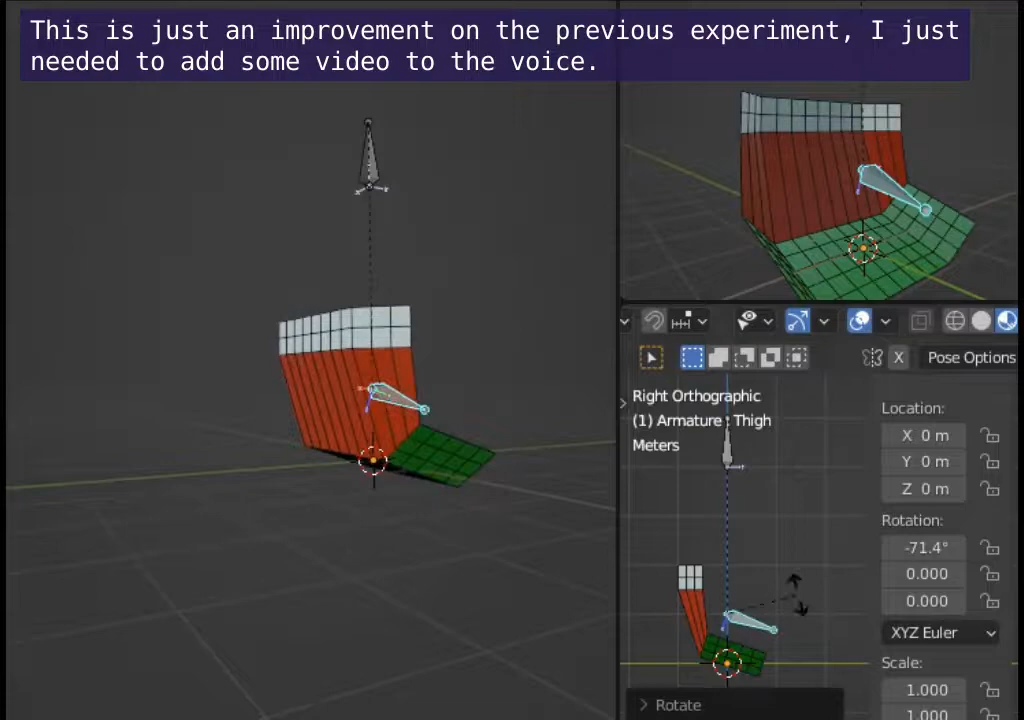 This is just an improvement on the previous experiment, I just
needed to add some video to the voice.
X
Pose Options
Right Orthographic
(1) Armature : Thigh
Meters
Location:
X 0 m
Y 0 m
Z 0 m
Rotation:
-71.4°
0.000
0.000
XYZ Euler
Scale:
1.000
1.000
Rotate